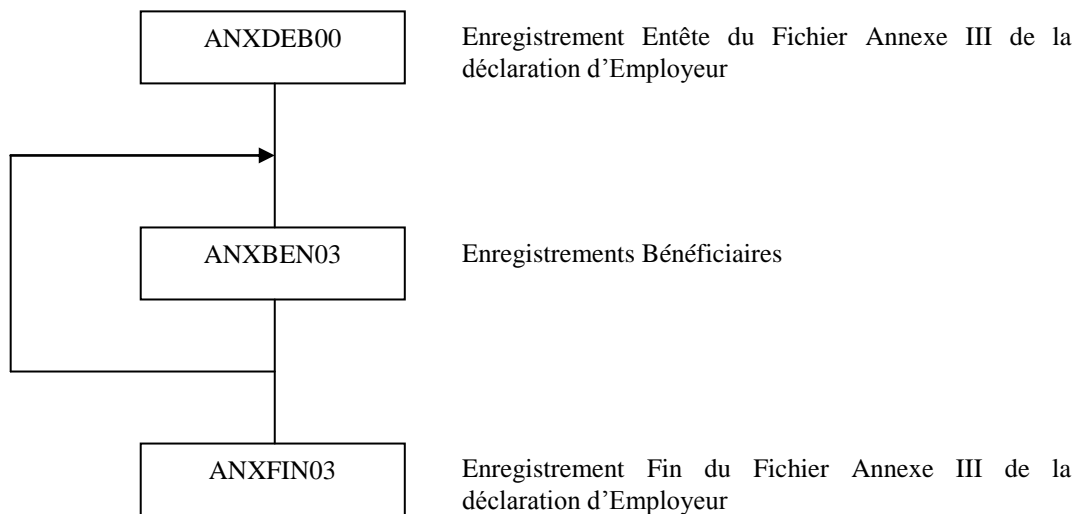 ANXDEB00
Enregistrement Entête du Fichier Annexe III de la
déclaration d’Employeur
ANXBEN03
Enregistrements Bénéficiaires
ANXFIN03
Enregistrement Fin du Fichier Annexe III de la
déclaration d’Employeur